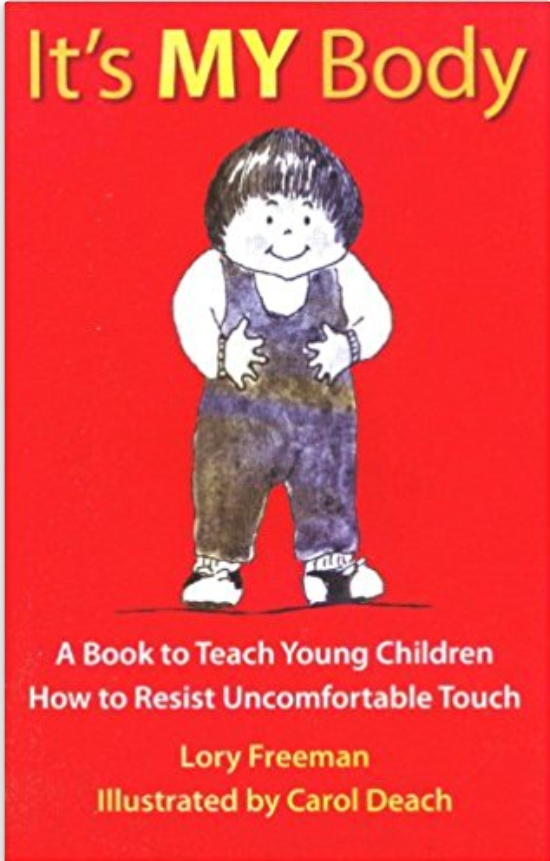 It's MY Body
A Book to Teach Young Children
How to Resist Uncomfortable Touch
Lory Freeman
Illustrated by Carol Deach